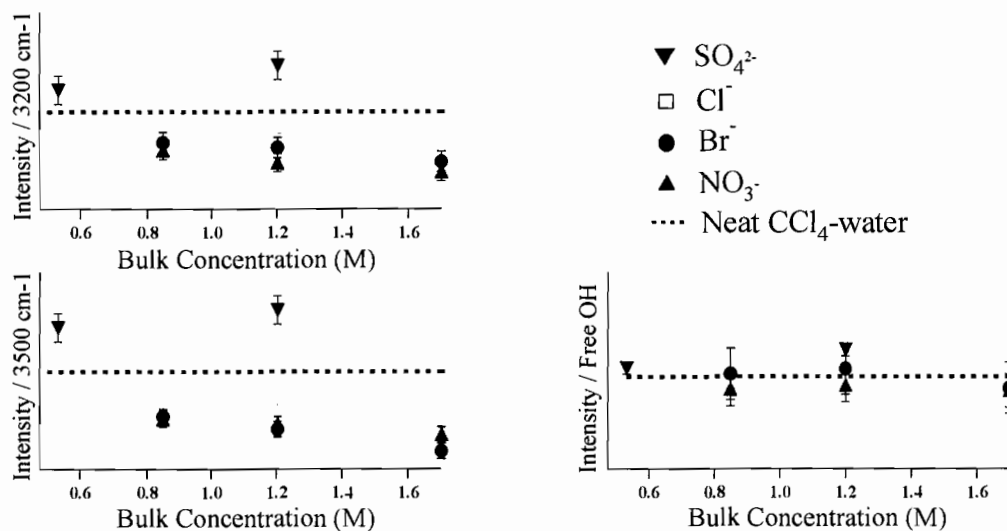 Intensity / 3200 cm-1
0.6 0.8 1.0 1.2 1.4 1.6
Bulk Concentration (M)
SO₄²⁻
Cl⁻
Br⁻
NO₃⁻
Neat CCl₄-water
Intensity / 3500 cm-1
0.6 0.8 1.0 1.2 1.4 1.6
Bulk Concentration (M)
Intensity / Free OH
0.6 0.8 1.0 1.2 1.4 1.6
Bulk Concentration (M)